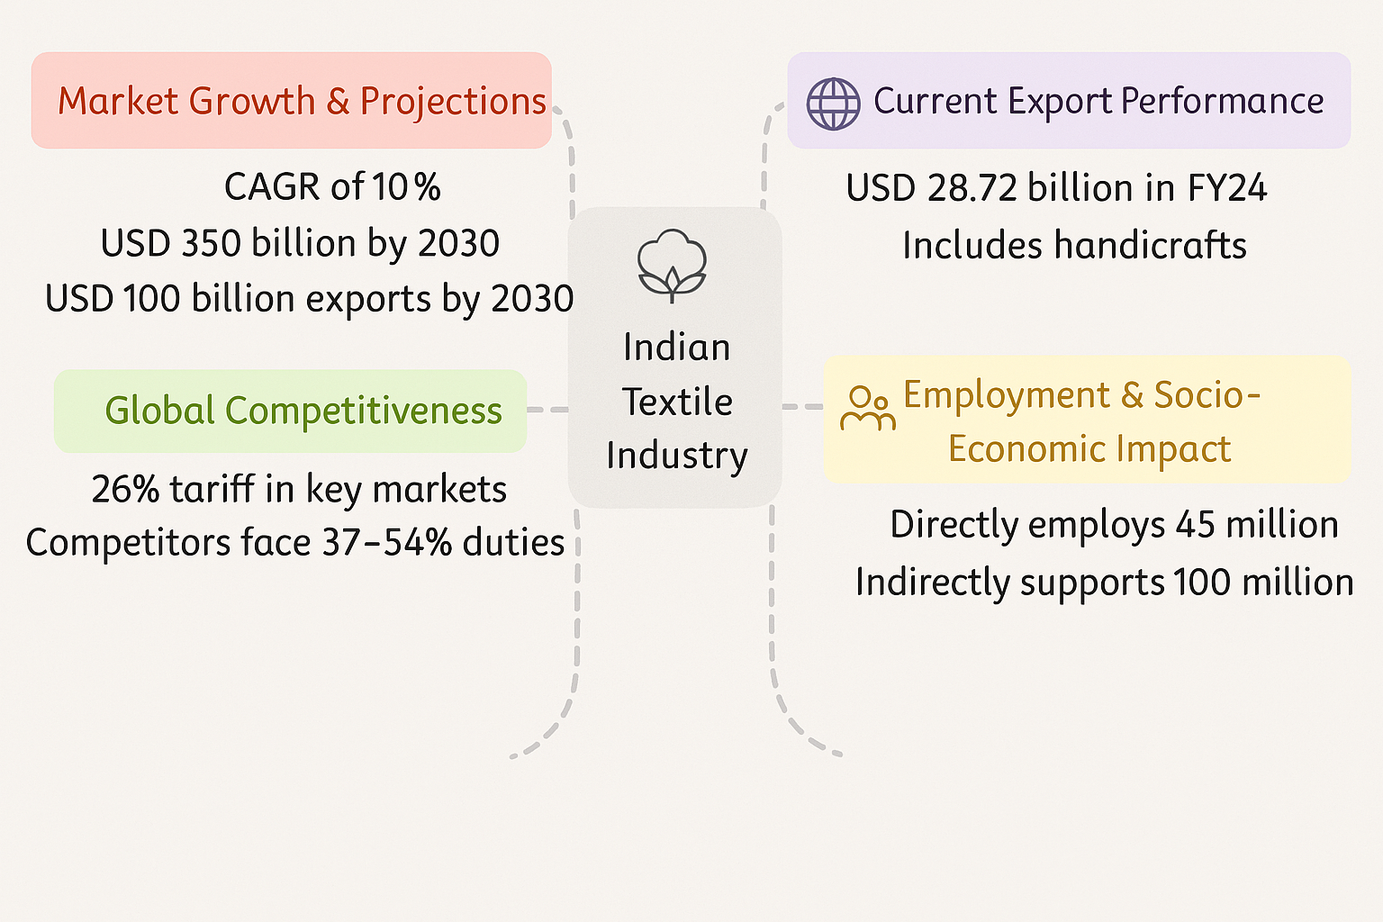 Market Growth & Projections
CAGR of 10%
USD 350 billion by 2030
USD 100 billion exports by 2030
Global Competitiveness
26% tariff in key markets
Competitors face 37–54% duties
Indian
Textile
Industry
Current Export Performance
USD 28.72 billion in FY24
Includes handicrafts
Employment & Socio-
Economic Impact
Directly employs 45 million
Indirectly supports 100 million